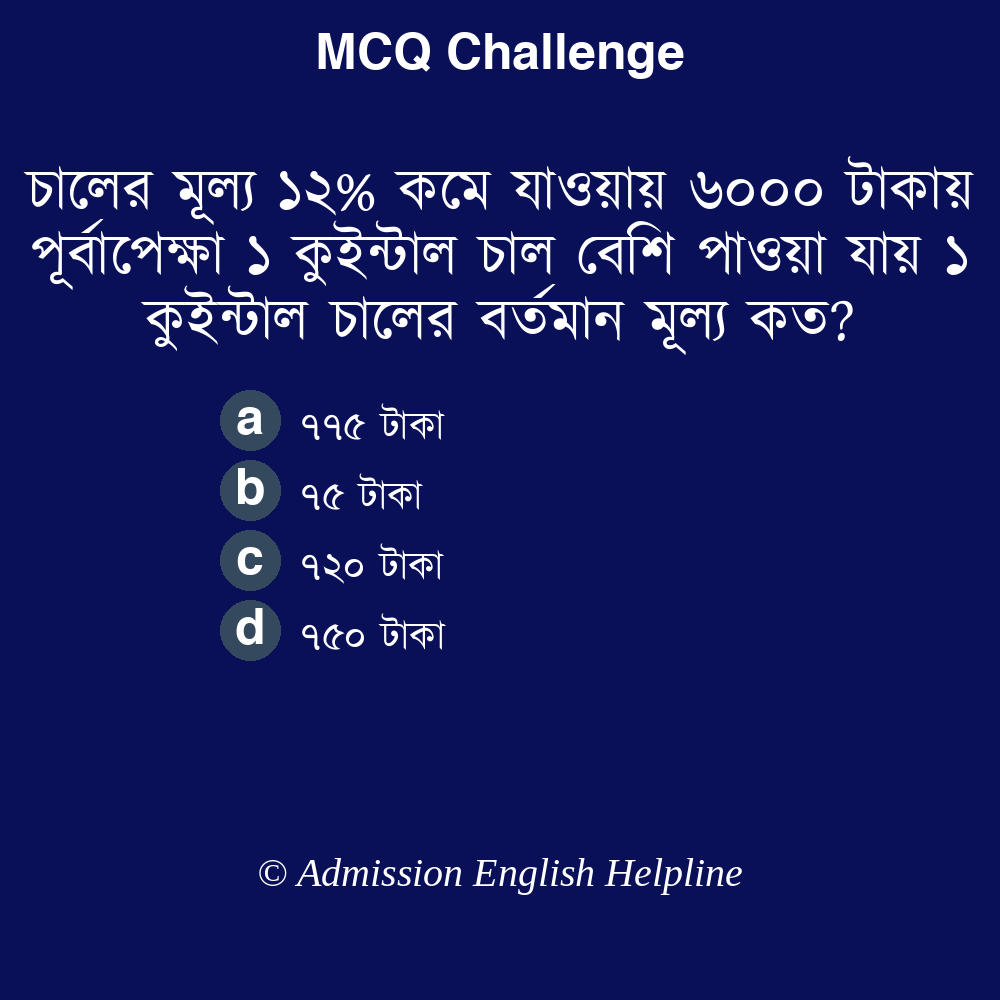 MCQ Challenge
চালের মূল্য ১২% কমে যাওয়ায় ৬০০০ টাকায়
পূর্বাপেক্ষা ১ কুইন্টাল চাল বেশি পাওয়া যায় ১
কুইন্টাল চালের বর্তমান মূল্য কত?
a ৭৭৫ টাকা
b ৭৫ টাকা
c ৭২০ টাকা
d ৭৫০ টাকা
© Admission English Helpline